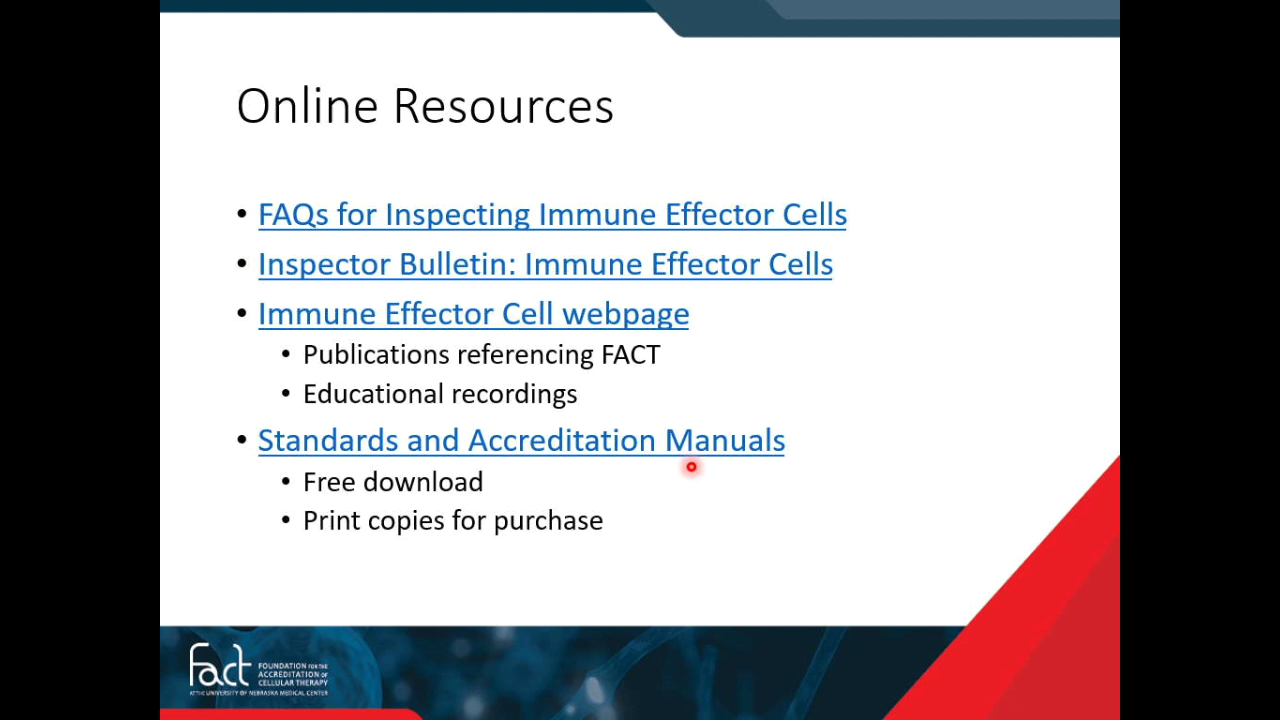 Online Resources
• FAQs for Inspecting Immune Effector Cells
• Inspector Bulletin: Immune Effector Cells
• Immune Effector Cell webpage
• Publications referencing FACT
• Educational recordings
• Standards and Accreditation Manuals
• Free download
• Print copies for purchase
fact
FOUNDATION FOR THE
ACCREDITATION OF
CELLULAR THERAPY
AT THE UNIVERSITY OF NEBRASKA MEDICAL CENTER